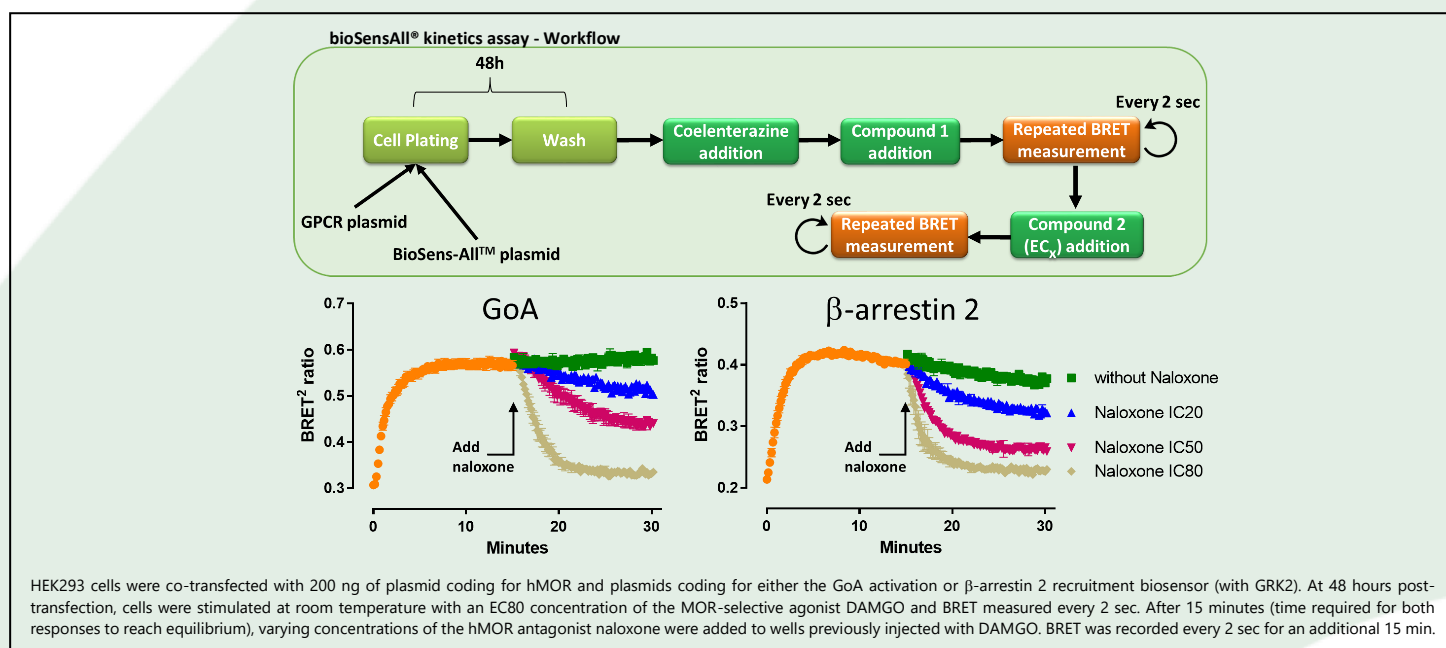 bioSensAll® kinetics assay - Workflow
48h
Every 2 sec
Cell Plating
Wash
Coelenterazine
addition
Compound 1
addition
Repeated BRET
measurement
GPCR plasmid
BioSens-All™ plasmid
Every 2 sec
Repeated BRET
measurement
Compound 2
(ECx) addition
GoA
BRET² ratio
0.7
0.6
0.5
0.4
0.3
Add
naloxone
0 10 20 30
Minutes
β-arrestin 2
BRET² ratio
0.5
0.4
0.3
0.2
Add
naloxone
0 10 20 30
Minutes
without Naloxone
Naloxone IC20
Naloxone IC50
Naloxone IC80
HEK293 cells were co-transfected with 200 ng of plasmid coding for hMOR and plasmids coding for either the GoA activation or β-arrestin 2 recruitment biosensor (with GRK2). At 48 hours post-
transfection, cells were stimulated at room temperature with an EC80 concentration of the MOR-selective agonist DAMGO and BRET measured every 2 sec. After 15 minutes (time required for both
responses to reach equilibrium), varying concentrations of the hMOR antagonist naloxone were added to wells previously injected with DAMGO. BRET was recorded every 2 sec for an additional 15 min.